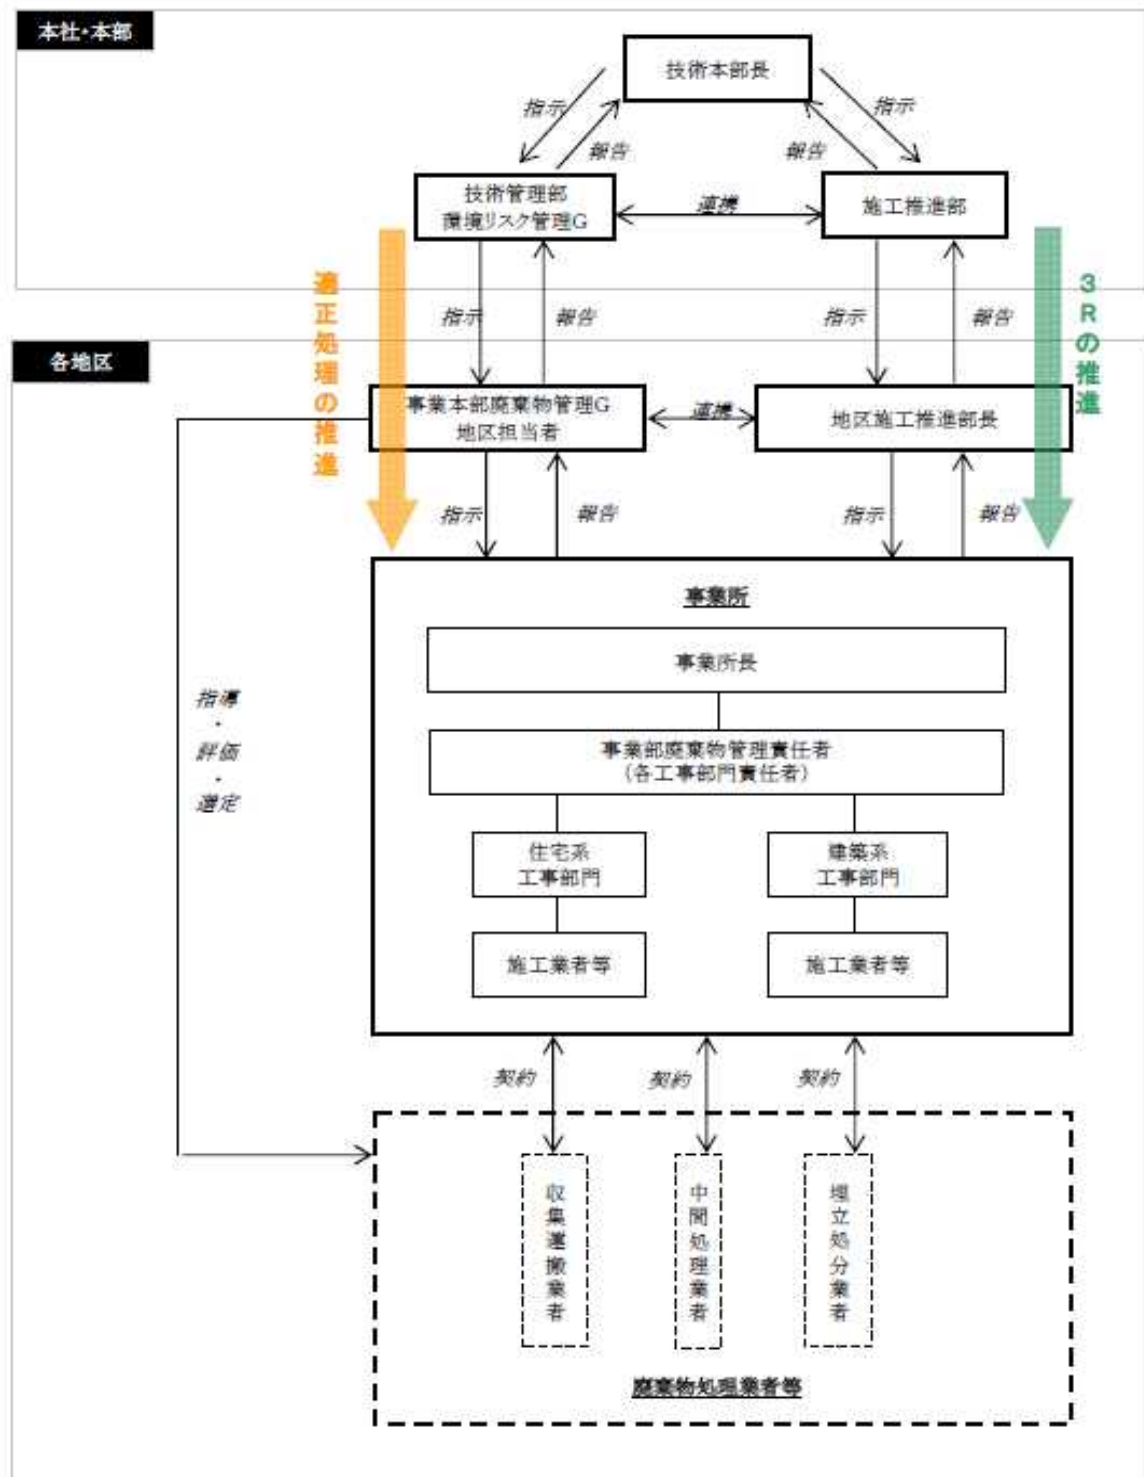 本社・本部
技術本部長
指示
報告
指示
報告
技術管理部
環境リスク管理G
連携
施工推進部
適正処理の推進
3Rの推進
指示
報告
指示
報告
各地区
事業本部廃棄物管理G
地区担当者
連携
地区施工推進部長
指示
報告
指示
報告
事業所
事業所長
事業部廃棄物管理責任者
(各工事部門責任者)
住宅系
工事部門
建築系
工事部門
施工業者等
施工業者等
指導
・
評価
・
選定
契約
契約
契約
収集運搬業者
中間処理業者
埋立処分業者
廃棄物処理業者等